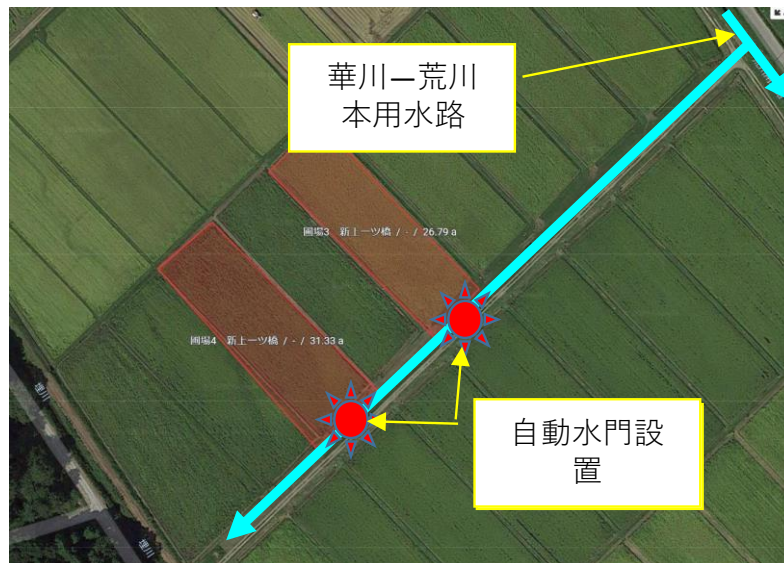 華川—荒川
本用水路
圃場3 新上一ツ橋 / - / 26.79 a
圃場4 新上一ツ橋 / - / 31.33 a
自動水門設
置